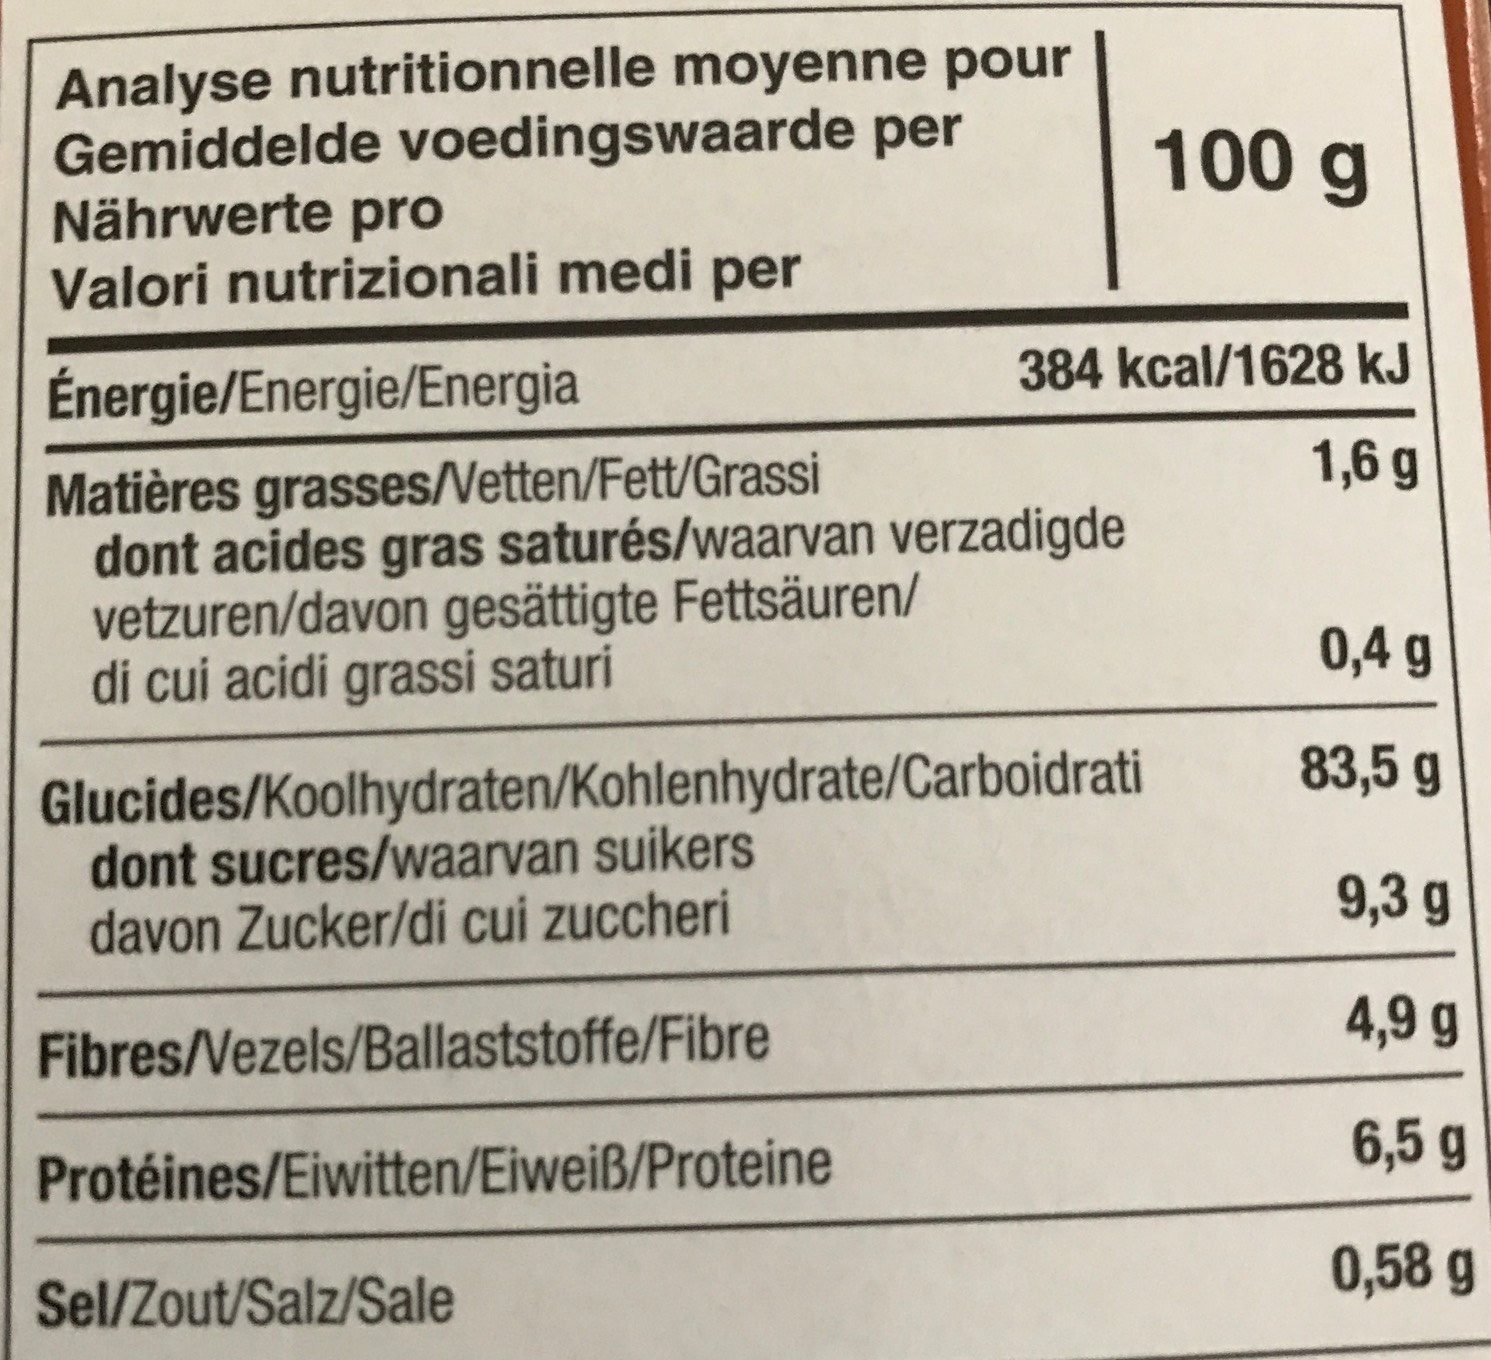 Analyse nutritionnelle moyenne pour
Gemiddelde voedingswaarde per
Nährwerte pro
Valori nutrizionali medi per
100 g
Énergie/Energie/Energia 384 kcal/1628 kJ
Matières grasses/Vetten/Fett/Grassi 1,6 g
dont acides gras saturés/waarvan verzadigde
vetzuren/davon gesättigte Fettsäuren/
di cui acidi grassi saturi 0,4 g
Glucides/Koolhydraten/Kohlenhydrate/Carboidrati 83,5 g
dont sucres/waarvan suikers
davon Zucker/di cui zuccheri 9,3 g
Fibres/Vezels/Ballaststoffe/Fibre 4,9 g
Protéines/Eiwitten/Eiweiß/Proteine 6,5 g
Sel/Zout/Salz/Sale 0,58 g